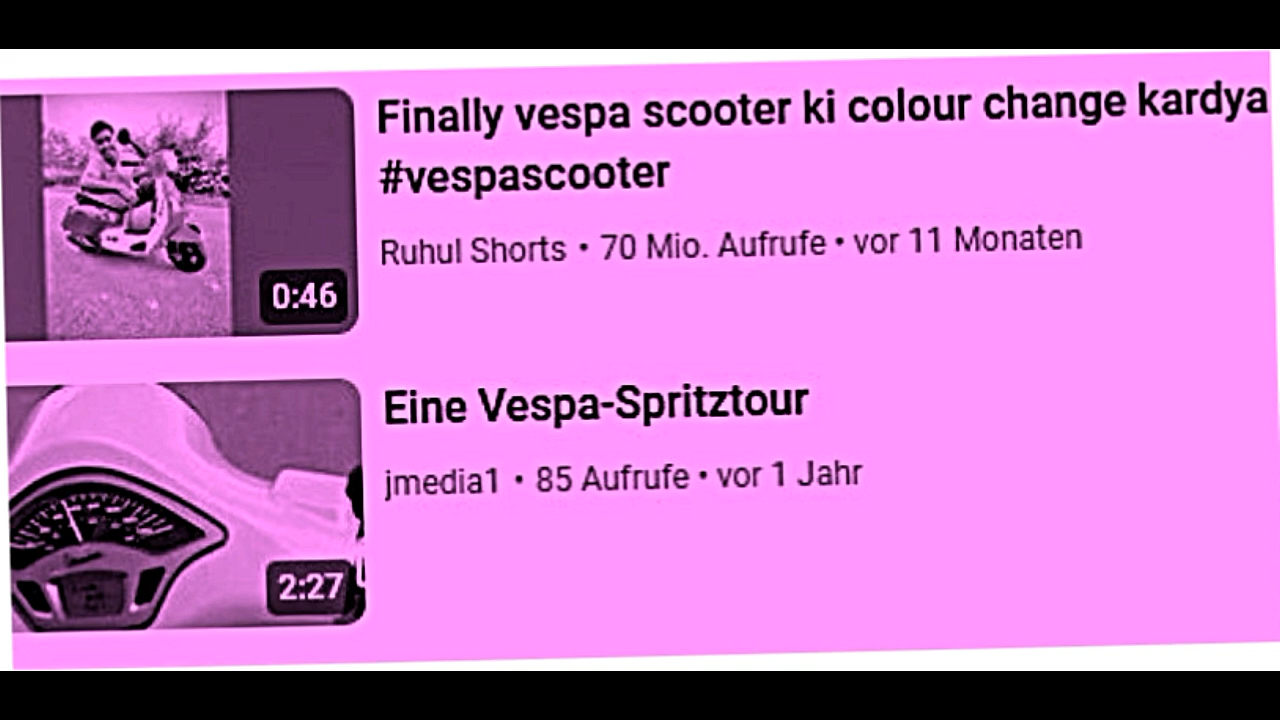 Finally vespa scooter ki colour change kardya
#vespascooter
Ruhul Shorts • 70 Mio. Aufrufe • vor 11 Monaten
0:46
Eine Vespa-Spritztour
jmedia1 • 85 Aufrufe • vor 1 Jahr
2:27